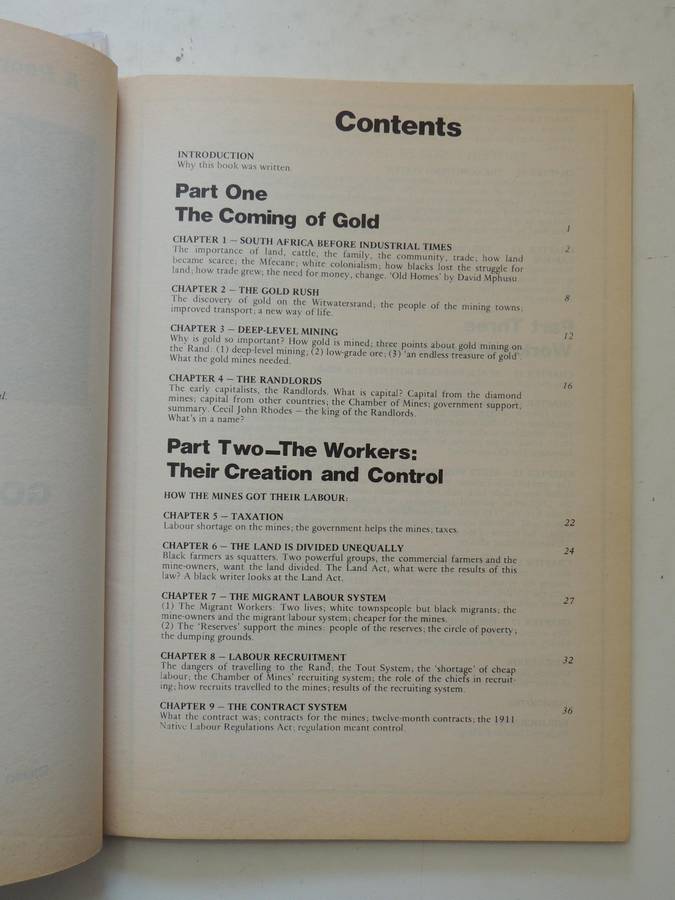 Contents
INTRODUCTION
Why this book was written.
Part One
The Coming of Gold
1
CHAPTER 1 – SOUTH AFRICA BEFORE INDUSTRIAL TIMES 2
The importance of land, cattle, the family, the community, trade; how land
became scarce; the Mfecane; white colonialism; how blacks lost the struggle for
land; how trade grew; the need for money, change. 'Old Homes' by David Mphusu.
CHAPTER 2 – THE GOLD RUSH 8
The discovery of gold on the Witwatersrand; the people of the mining towns;
improved transport; a new way of life.
CHAPTER 3 – DEEP-LEVEL MINING 12
Why is gold so important? How gold is mined; three points about gold mining on
the Rand: (1) deep-level mining; (2) low-grade ore; (3) 'an endless treasure of gold'.
What the gold mines needed.
CHAPTER 4 – THE RANDLORDS 16
The early capitalists, the Randlords. What is capital? Capital from the diamond
mines; capital from other countries; the Chamber of Mines; government support,
summary. Cecil John Rhodes – the king of the Randlords.
What's in a name?
Part Two—The Workers:
Their Creation and Control
HOW THE MINES GOT THEIR LABOUR:
CHAPTER 5 – TAXATION 22
Labour shortage on the mines; the government helps the mines; taxes.
CHAPTER 6 – THE LAND IS DIVIDED UNEQUALLY 24
Black farmers as squatters. Two powerful groups, the commercial farmers and the
mine-owners, want the land divided. The Land Act, what were the results of this
law? A black writer looks at the Land Act.
CHAPTER 7 – THE MIGRANT LABOUR SYSTEM 27
(1) The Migrant Workers: Two lives; white townspeople but black migrants; the
mine-owners and the migrant labour system; cheaper for the mines.
(2) The 'Reserves' support the mines: people of the reserves; the circle of poverty;
the dumping grounds.
CHAPTER 8 – LABOUR RECRUITMENT 32
The dangers of travelling to the Rand; the Tout System; the 'shortage' of cheap
labour; the Chamber of Mines' recruiting system; the role of the chiefs in recruit-
ing; how recruits travelled to the mines; results of the recruiting system.
CHAPTER 9 – THE CONTRACT SYSTEM 36
What the contract was; contracts for the mines; twelve-month contracts; the 1911
Native Labour Regulations Act; regulation meant control.